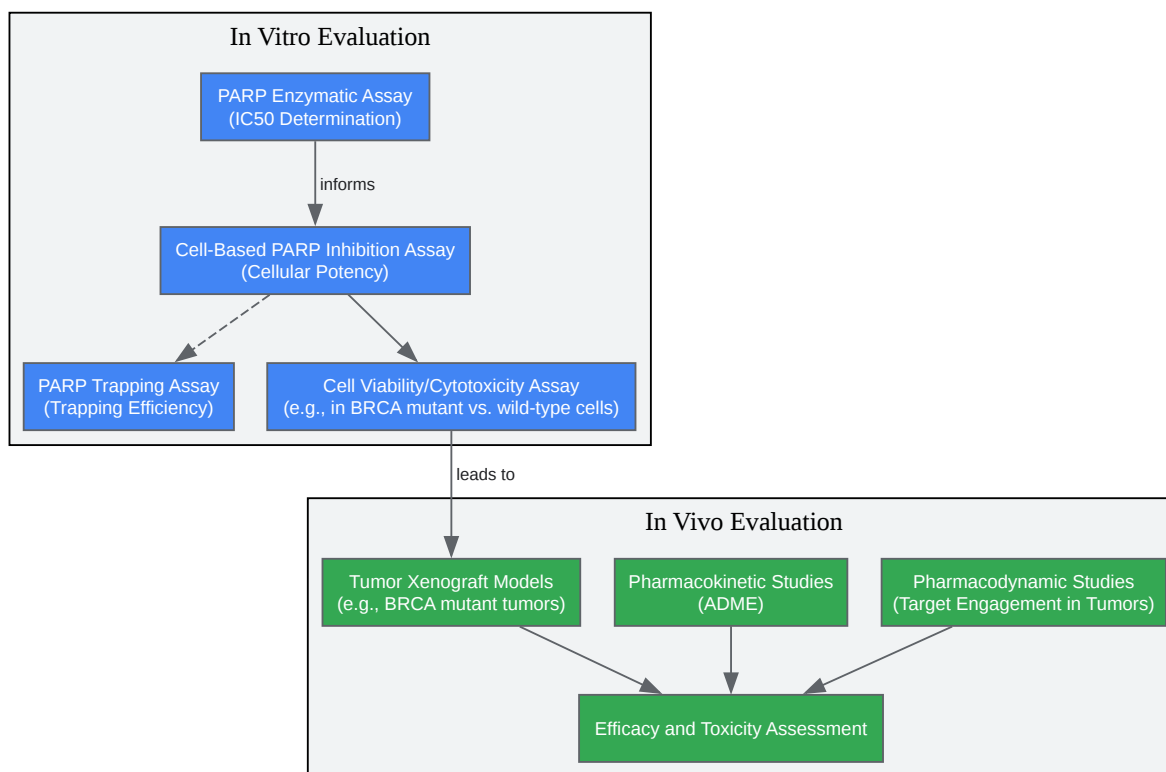 In Vitro Evaluation
PARP Enzymatic Assay
(IC50 Determination)
informs
Cell-Based PARP Inhibition Assay
(Cellular Potency)
PARP Trapping Assay
(Trapping Efficiency)
Cell Viability/Cytotoxicity Assay
(e.g., in BRCA mutant vs. wild-type cells)
leads to
In Vivo Evaluation
Tumor Xenograft Models
(e.g., BRCA mutant tumors)
Pharmacokinetic Studies
(ADME)
Pharmacodynamic Studies
(Target Engagement in Tumors)
Efficacy and Toxicity Assessment